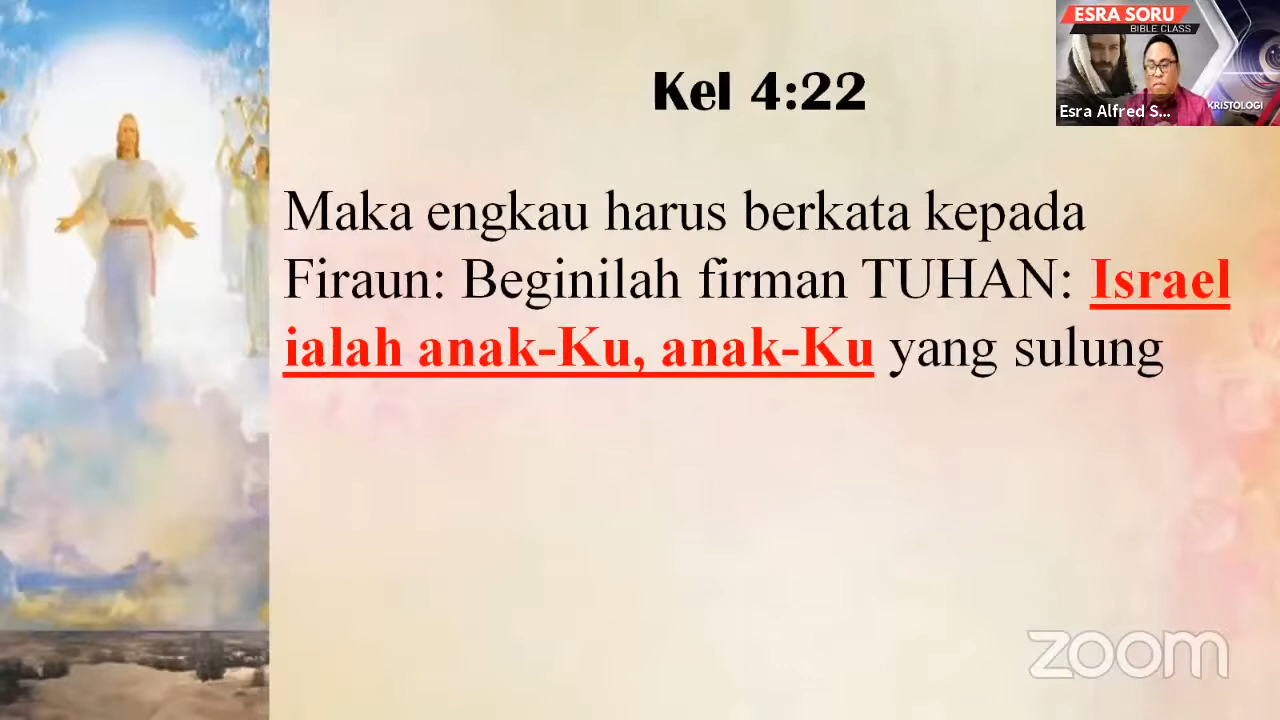 Kel 4:22
Maka engkau harus berkata kepada
Firaun: Beginilah firman TUHAN: Israel
ialah anak-Ku, anak-Ku yang sulung
ESRA SORU
BIBLE CLASS
KRISTOLOGI
Esra Alfred S...
zoom